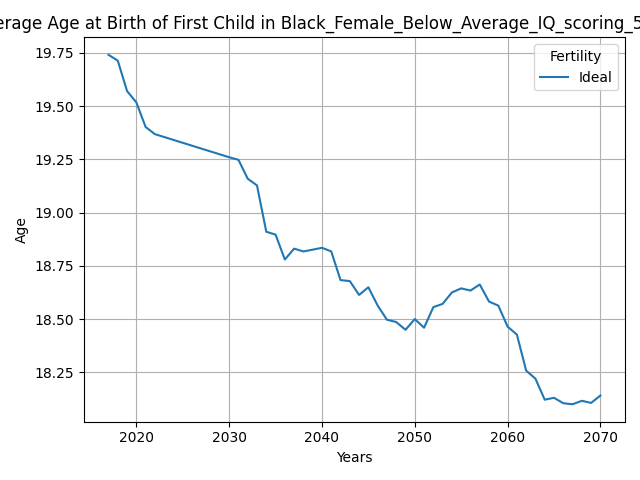 erage Age at Birth of First Child in Black_Female_Below_Average_IQ_scoring_5
19.75
19.50
19.25
19.00
18.75
18.50
18.25
Age
Fertility
Ideal
2020 2030 2040 2050 2060 2070
Years